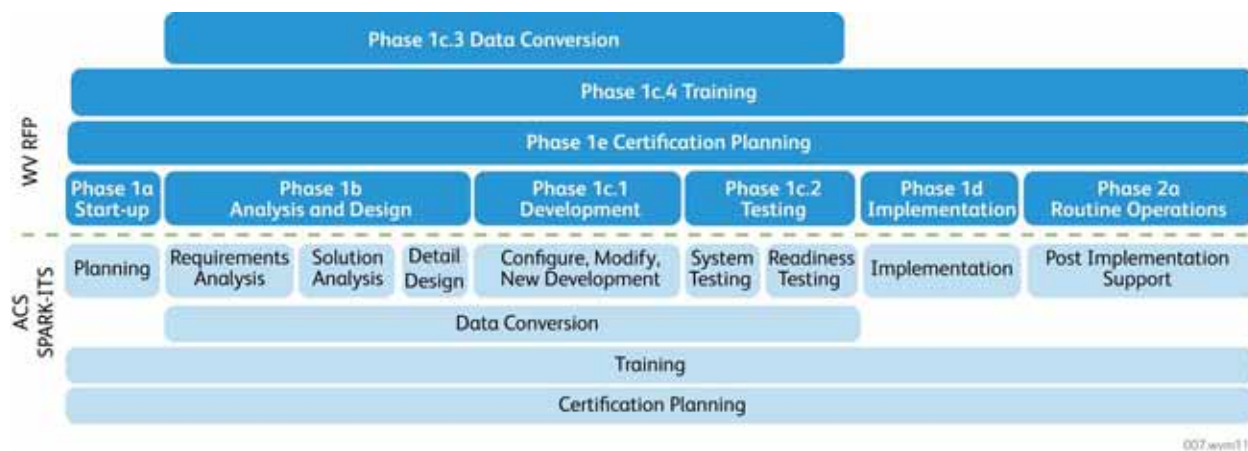 Phase 1c.3 Data Conversion
Phase 1c.4 Training
Phase 1e Certification Planning
WV RFP
Phase 1a
Start-up
Phase 1b
Analysis and Design
Phase 1c.1
Development
Phase 1c.2
Testing
Phase 1d
Implementation
Phase 2a
Routine Operations
ACS
SPARK-ITS
Planning
Requirements
Analysis
Solution
Analysis
Detail
Design
Configure, Modify,
New Development
System
Testing
Readiness
Testing
Implementation
Post Implementation
Support
Data Conversion
Training
Certification Planning
007.wvm11